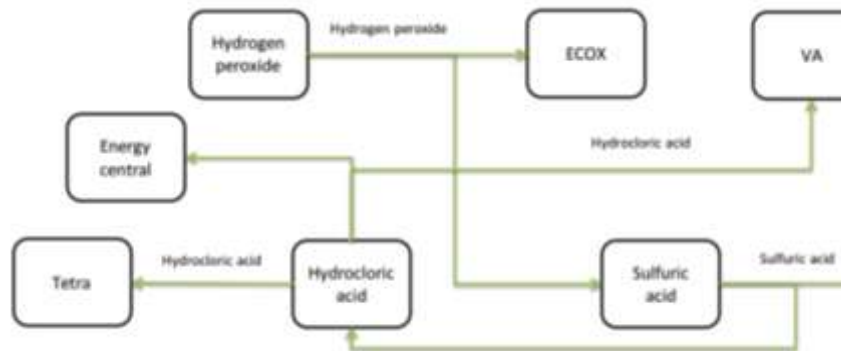 Hydrogen peroxide
Hydrogen
peroxide
ECOX
VA
Energy
central
Hydrocloric acid
Tetra
Hydrocloric acid
Hydrocloric
acid
Sulfuric
acid
Sulfuric acid